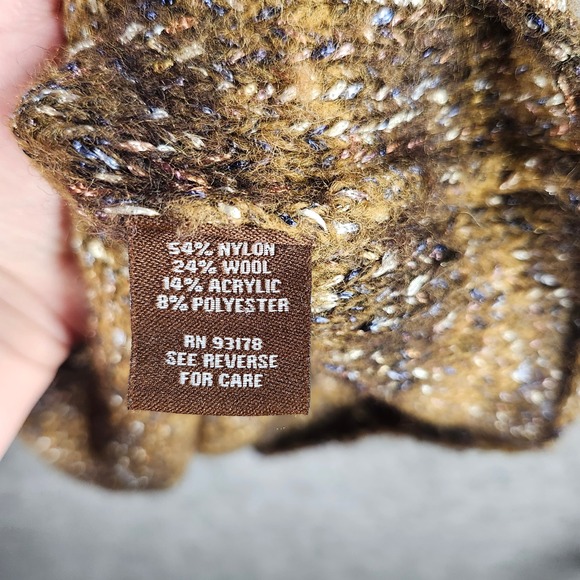 54% NYLON
24% WOOL
14% ACRYLIC
8% POLYESTER
RN 93178
SEE REVERSE
FOR CARE